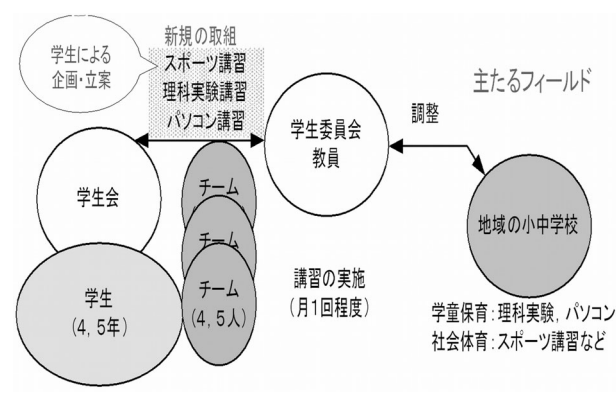 学生による
企画・立案
新規の取組
スポーツ講習
理科実験講習
パソコン講習
学生会
学生
(4, 5年)
チーム
チーム
チーム
(4, 5人)
学生委員会
教員
調整
講習の実施
(月1回程度)
主たるフィールド
地域の小中学校
学童保育:理科実験, パソコン
社会体育:スポーツ講習など